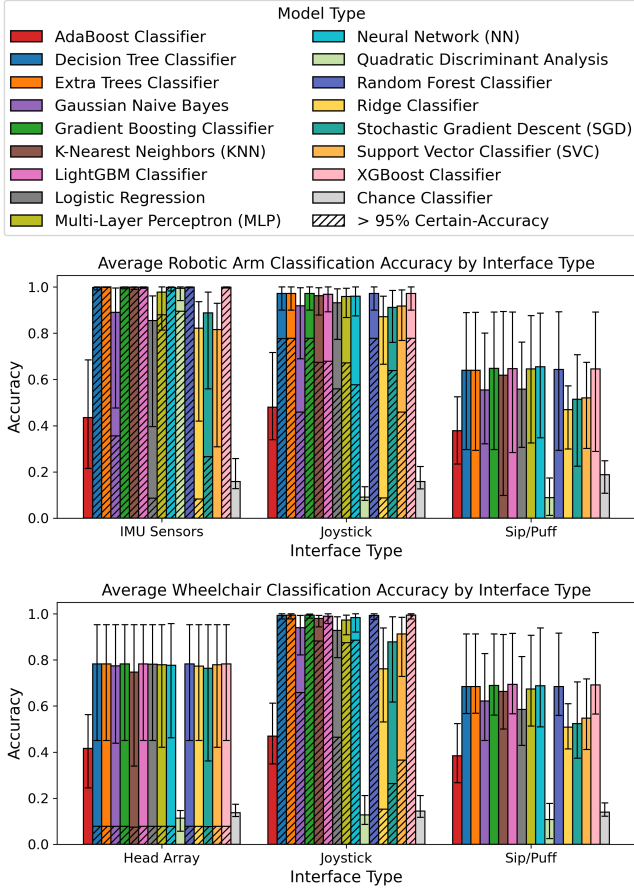 Model Type
AdaBoost Classifier
Decision Tree Classifier
Extra Trees Classifier
Gaussian Naive Bayes
Gradient Boosting Classifier
K-Nearest Neighbors (KNN)
LightGBM Classifier
Logistic Regression
Multi-Layer Perceptron (MLP)
Neural Network (NN)
Quadratic Discriminant Analysis
Random Forest Classifier
Ridge Classifier
Stochastic Gradient Descent (SGD)
Support Vector Classifier (SVC)
XGBoost Classifier
Chance Classifier
> 95% Certain-Accuracy
Average Robotic Arm Classification Accuracy by Interface Type
Accuracy
1.0
0.8
0.6
0.4
0.2
0.0
IMU Sensors
Joystick
Sip/Puff
Interface Type
Average Wheelchair Classification Accuracy by Interface Type
Accuracy
1.0
0.8
0.6
0.4
0.2
0.0
Head Array
Joystick
Sip/Puff
Interface Type